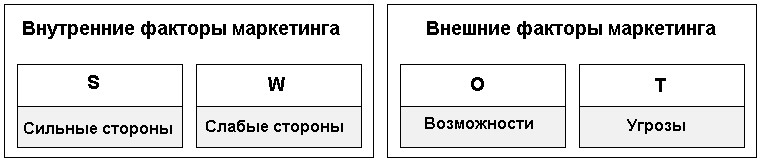 Внутренние факторы маркетинга
S
W
Сильные стороны
Слабые стороны
Внешние факторы маркетинга
O
T
Возможности
Угрозы